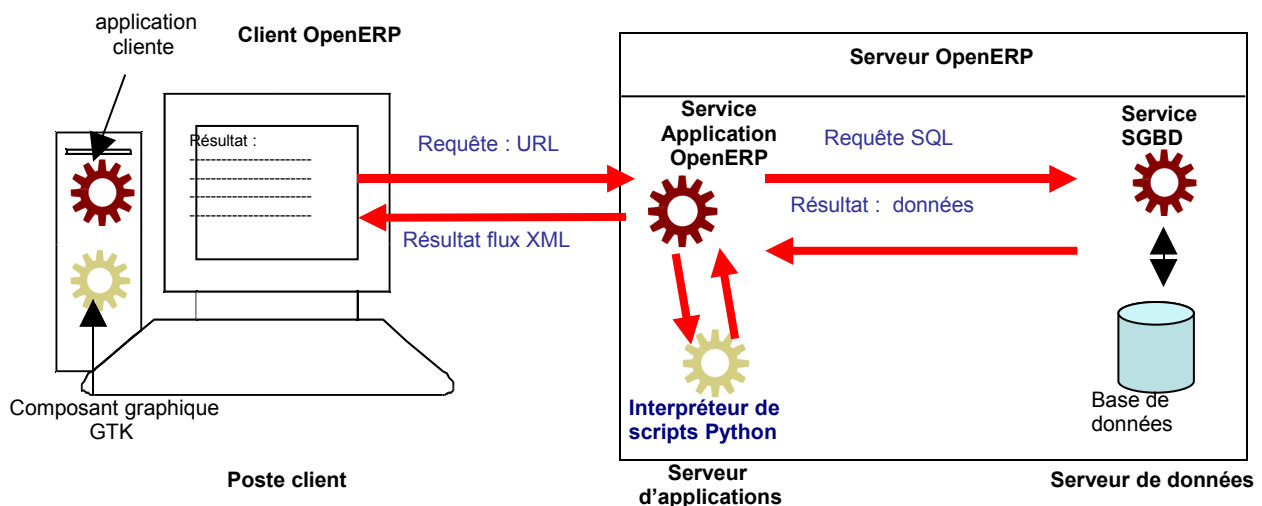 application
cliente
Client OpenERP
Serveur OpenERP
Résultat :
--------------------------------
--------------------------------
--------------------------------
--------------------------------
Requête : URL
Résultat flux XML
Service
Application
OpenERP
Requête SQL
Résultat :  données
Service
SGBD
Composant graphique
GTK
Interpréteur de
scripts Python
Base de
données
Poste client
Serveur
d’applications
Serveur de données